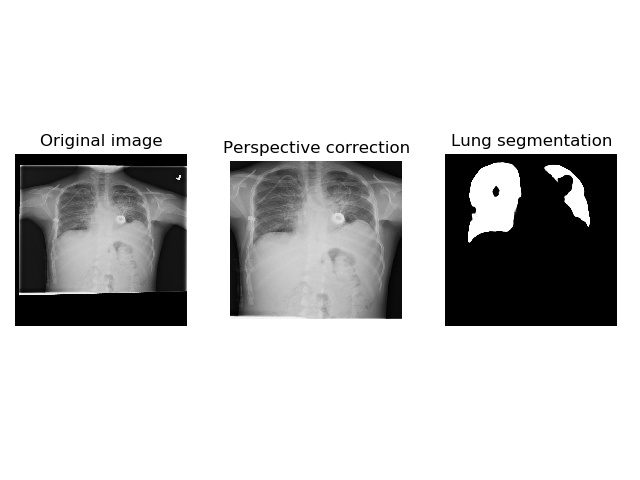 Original image
Perspective correction
Lung segmentation